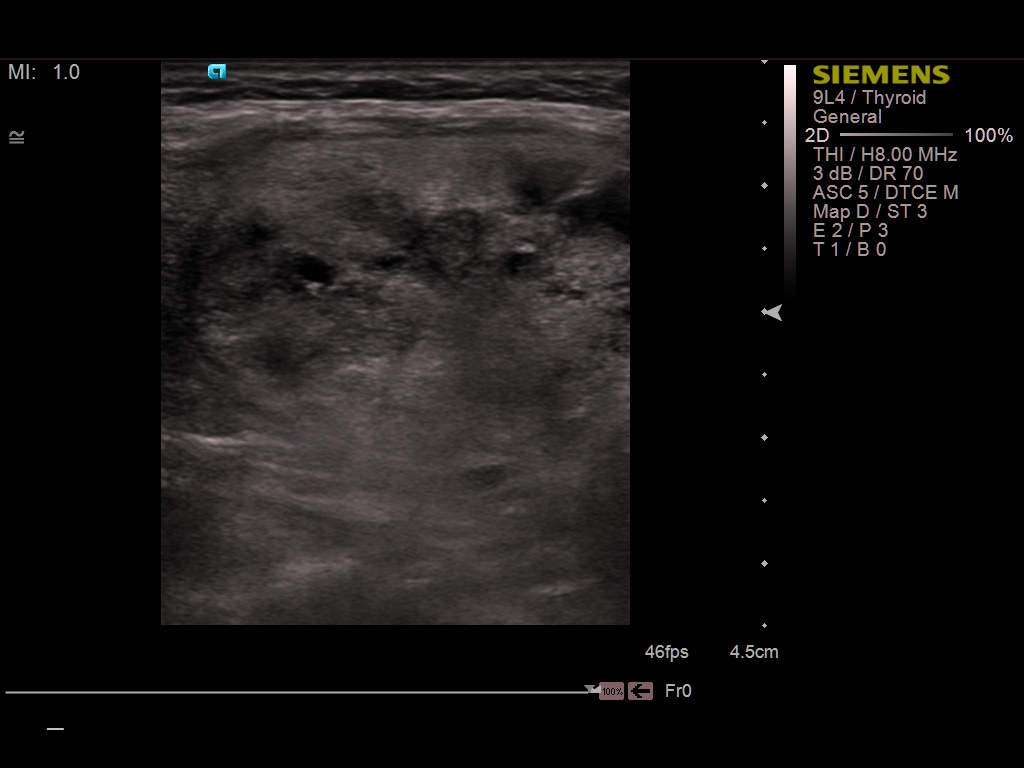 MI: 1.0
SIEMENS
9L4 / Thyroid
General
2D 100%
THI / H8.00 MHz
3 dB / DR 70
ASC 5 / DTCE M
Map D / ST 3
E 2 / P 3
T 1 / B 0
46fps 4.5cm
100% Fr0